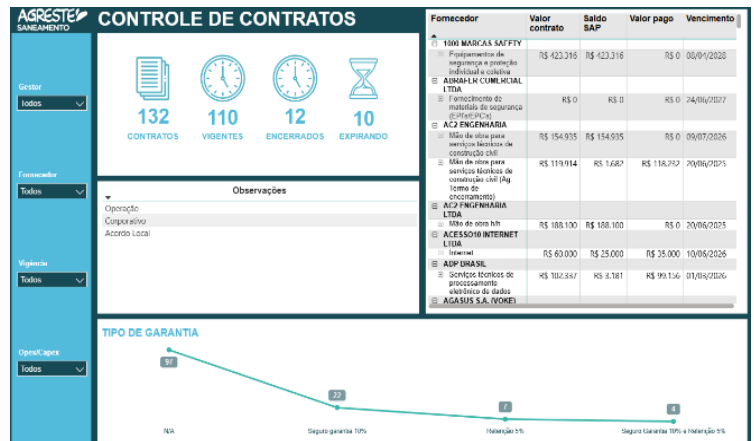 AGRESTE
SANEAMENTO
CONTROLE DE CONTRATOS
Gestor
Todos
Fornecedor
Todos
Vigência
Todos
Opex/Capex
Todos
132
CONTRATOS
110
VIGENTES
12
ENCERRADOS
10
EXPIRANDO
Observações
Operação
Corporativo
Acordo Local
Fornecedor Valor contrato Saldo SAP Valor pago Vencimento
1000 MARCAS SAFETY
Equipamentos de R$ 423.316 R$ 423.316 R$ 0 08/04/2028
segurança e proteção
individual e coletiva
ABRAFER COMERCIAL
LTDA
Fornecimento de R$ 0 R$ 0 R$ 0 24/06/2027
materiais de segurança
(EPI's/EPC's)
AC2 ENGENHARIA
Mão de obra para R$ 154.935 R$ 154.935 R$ 0 09/07/2026
serviços técnicos de
construção civil
Mão de obra para R$ 119.914 R$ 1.682 R$ 118.232 20/06/2025
serviços técnicos de
construção civil (Ag.
Termo de
encerramento)
AC2 ENGENHARIA
LTDA
Mão de obra h/h R$ 188.100 R$ 188.100 R$ 0 20/06/2025
ACESSO10 INTERNET
LTDA
Internet R$ 60.000 R$ 25.000 R$ 35.000 10/06/2026
ADP BRASIL
Serviços técnicos de R$ 102.337 R$ 3.181 R$ 99.156 01/03/2026
processamento
eletrônico de dados
AGASUS S.A. (VOKE)
TIPO DE GARANTIA
97
22
7
4
N/A
Seguro garantia 10%
Retenção 5%
Seguro Garantia 10% e Retenção 5%